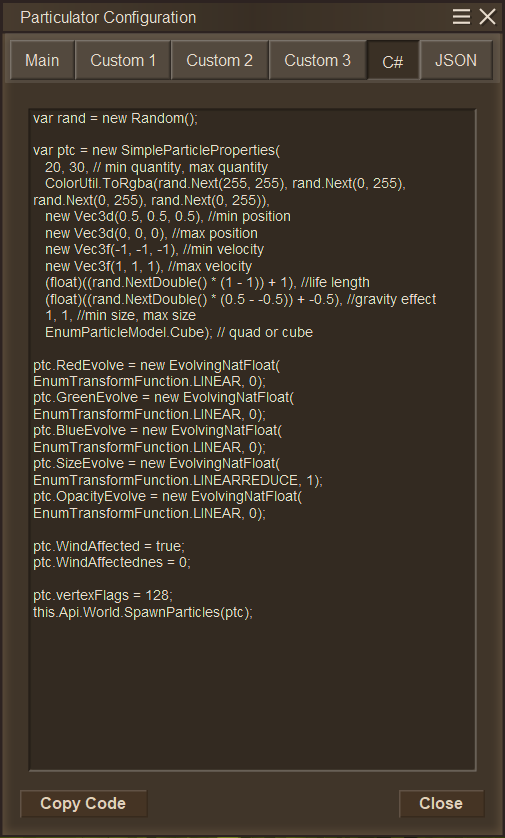 Particulator Configuration
Main Custom 1 Custom 2 Custom 3 C# JSON
var rand = new Random();
var ptc = new SimpleParticleProperties(
20, 30, // min quantity, max quantity
ColorUtil.ToRgba(rand.Next(255, 255), rand.Next(0, 255),
rand.Next(0, 255), rand.Next(0, 255)),
new Vec3d(0.5, 0.5, 0.5), //min position
new Vec3d(0, 0, 0), //max position
new Vec3f(-1, -1, -1), //min velocity
new Vec3f(1, 1, 1), //max velocity
(float)((rand.NextDouble() * (1 - 1)) + 1), //life length
(float)((rand.NextDouble() * (0.5 - -0.5)) + -0.5), //gravity effect
1, 1, //min size, max size
EnumParticleModel.Cube); // quad or cube
ptc.RedEvolve = new EvolvingNatFloat(
EnumTransformFunction.LINEAR, 0);
ptc.GreenEvolve = new EvolvingNatFloat(
EnumTransformFunction.LINEAR, 0);
ptc.BlueEvolve = new EvolvingNatFloat(
EnumTransformFunction.LINEAR, 0);
ptc.SizeEvolve = new EvolvingNatFloat(
EnumTransformFunction.LINEARREDUCE, 1);
ptc.OpacityEvolve = new EvolvingNatFloat(
EnumTransformFunction.LINEAR, 0);
ptc.WindAffected = true;
ptc.WindAffectednes = 0;
ptc.vertexFlags = 128;
this.Api.World.SpawnParticles(ptc);
Copy Code Close